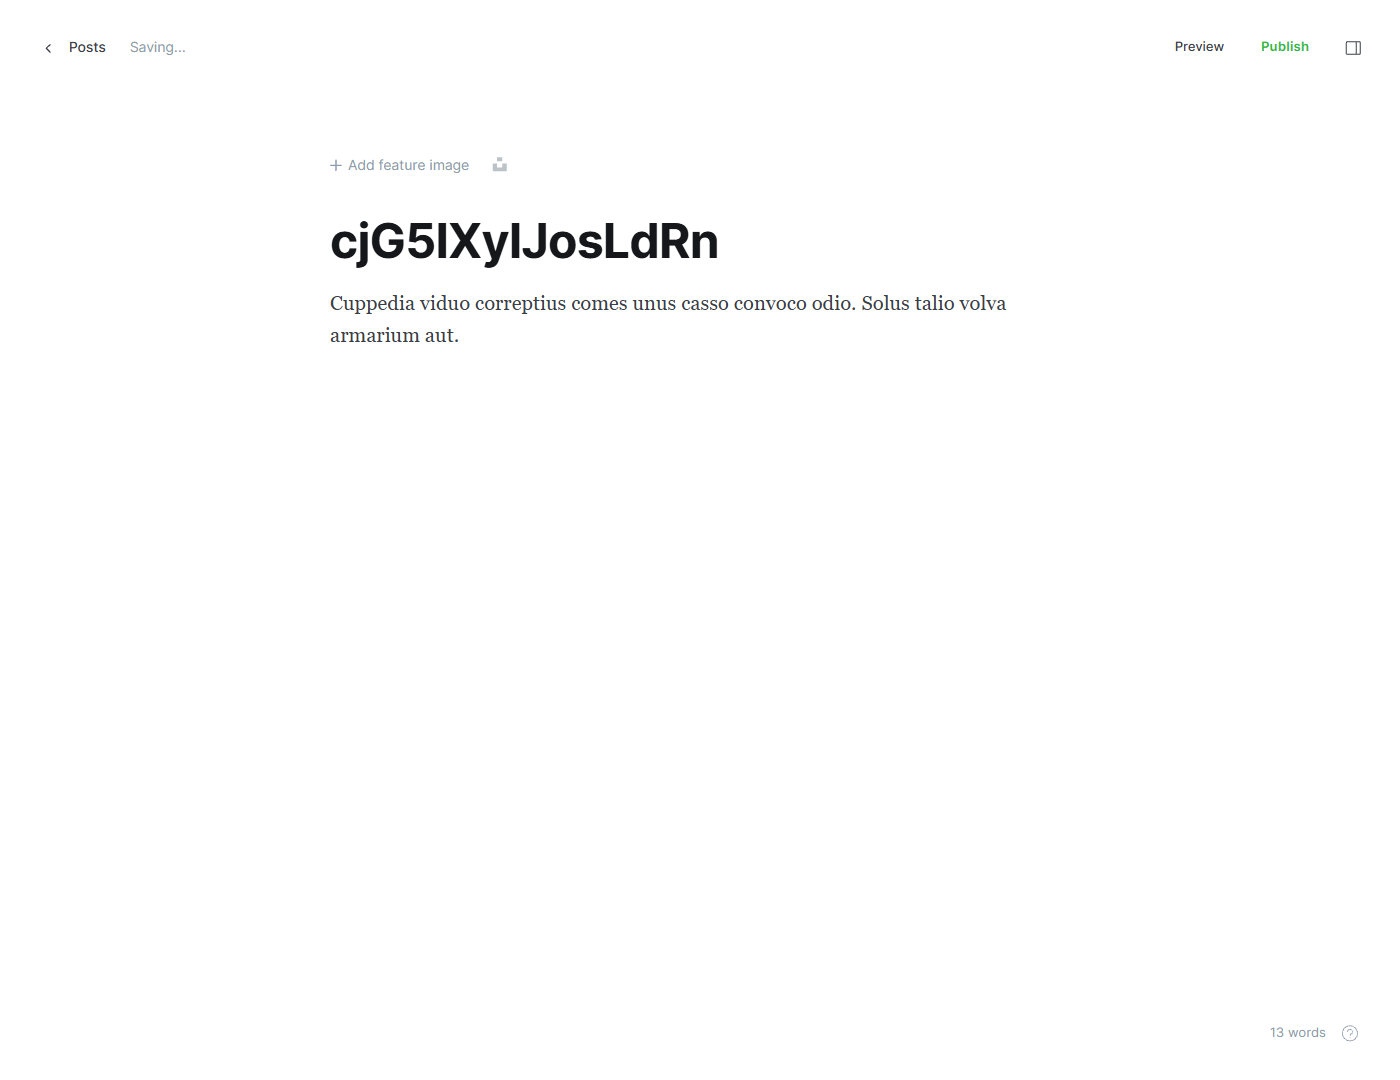 Posts Saving... Preview Publish
Add feature image
cjG5IXyIJosLdRn
Cuppedia viduo correptius comes unus casso convoco odio. Solus talio volva
armarium aut.
13 words